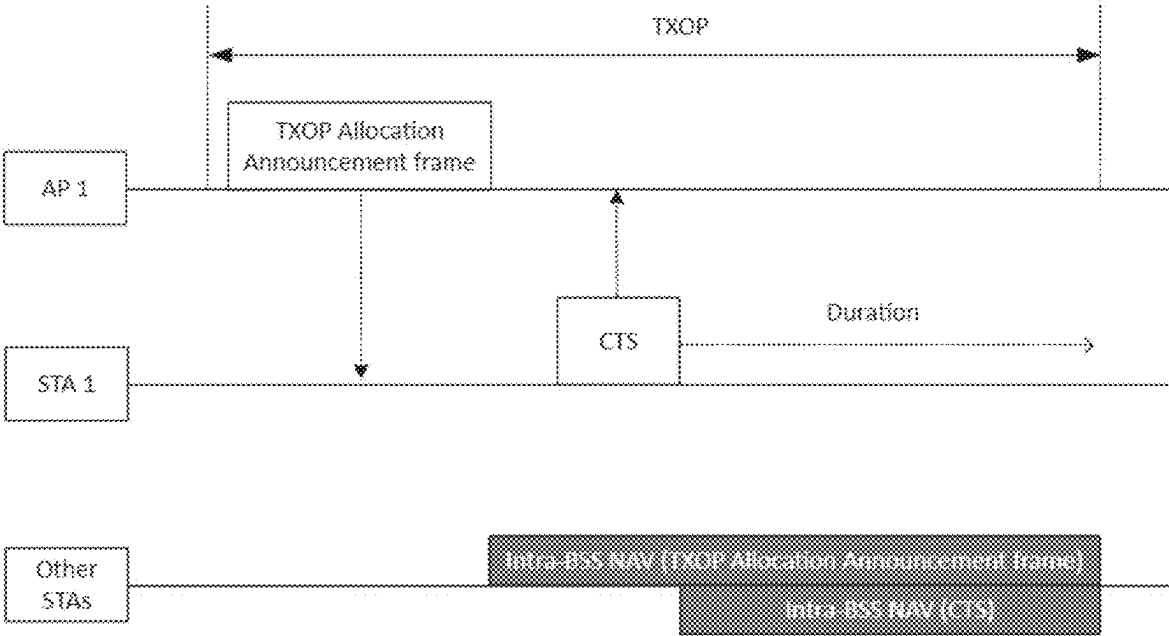 TXOP
TXOP Allocation
Announcement frame
AP 1
CTS
Duration
STA 1
Intra-BSS NAV (TXOP Allocation Announcement frame)
Other
STAs
Intra-BSS NAV (CTS)